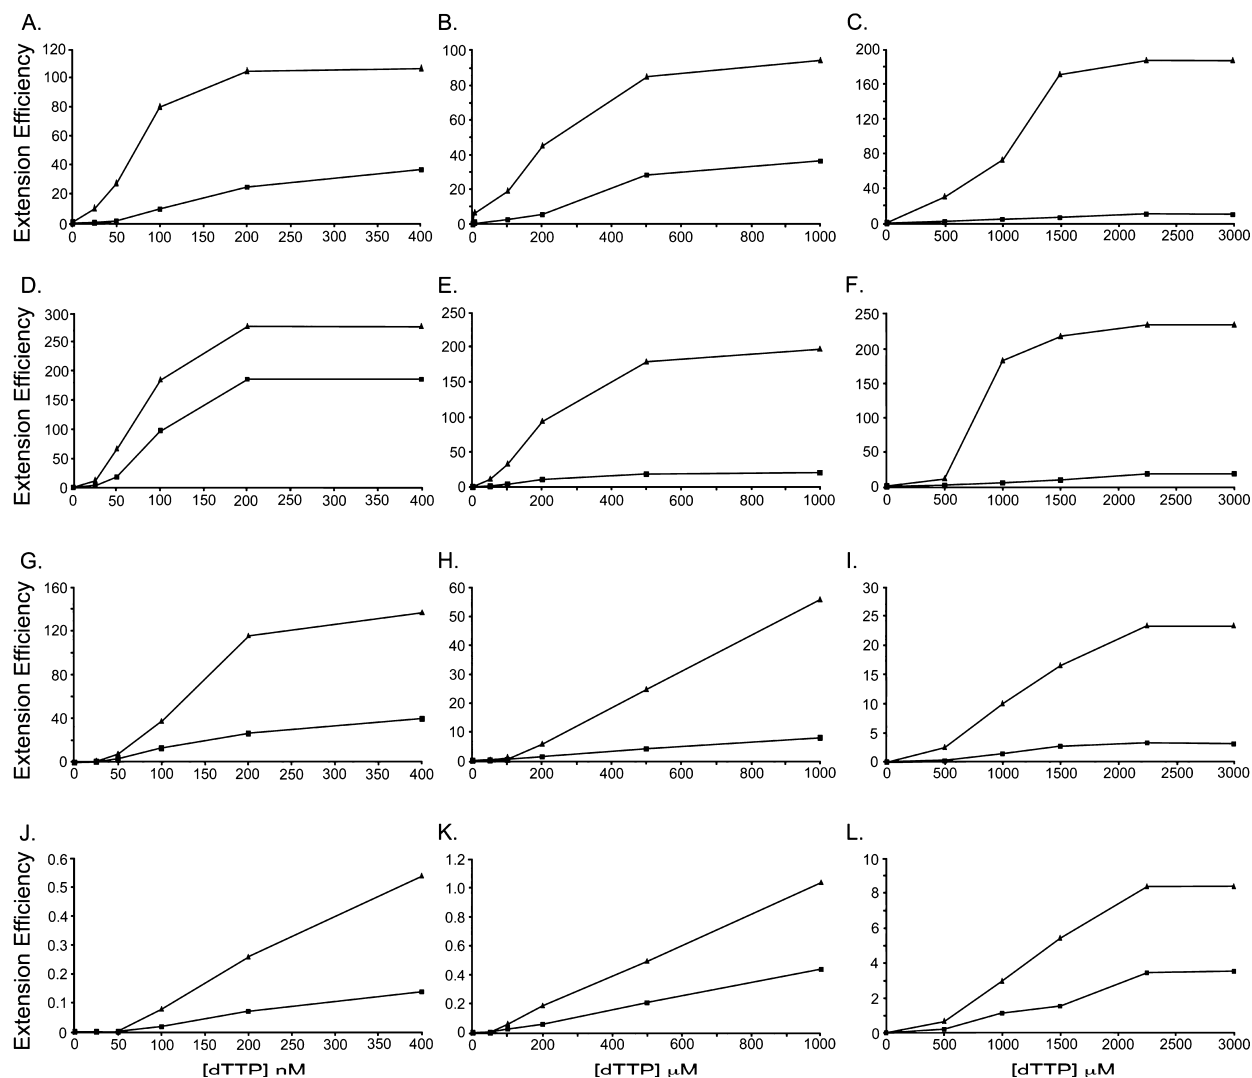 A. B. C.
Extension Efficiency
120 100 80 60 40 20 0
0 50 100 150 200 250 300 350 400
100 80 60 40 20 0
0 200 400 600 800 1000
200 160 120 80 40 0
0 500 1000 1500 2000 2500 3000
D. E. F.
Extension Efficiency
300 250 200 150 100 50 0
0 50 100 150 200 250 300 350 400
250 200 150 100 50 0
0 200 400 600 800 1000
250 200 150 100 50 0
0 500 1000 1500 2000 2500 3000
G. H. I.
Extension Efficiency
160 120 80 40 0
0 50 100 150 200 250 300 350 400
60 50 40 30 20 10 0
0 200 400 600 800 1000
30 25 20 15 10 5 0
0 500 1000 1500 2000 2500 3000
J. K. L.
Extension Efficiency
0.6 0.5 0.4 0.3 0.2 0.1 0
0 50 100 150 200 250 300 350 400
1.2 1.0 0.8 0.6 0.4 0.2 0
0 200 400 600 800 1000
10 8 6 4 2 0
0 500 1000 1500 2000 2500 3000
[dTTP] nM [dTTP] μM [dTTP] μM